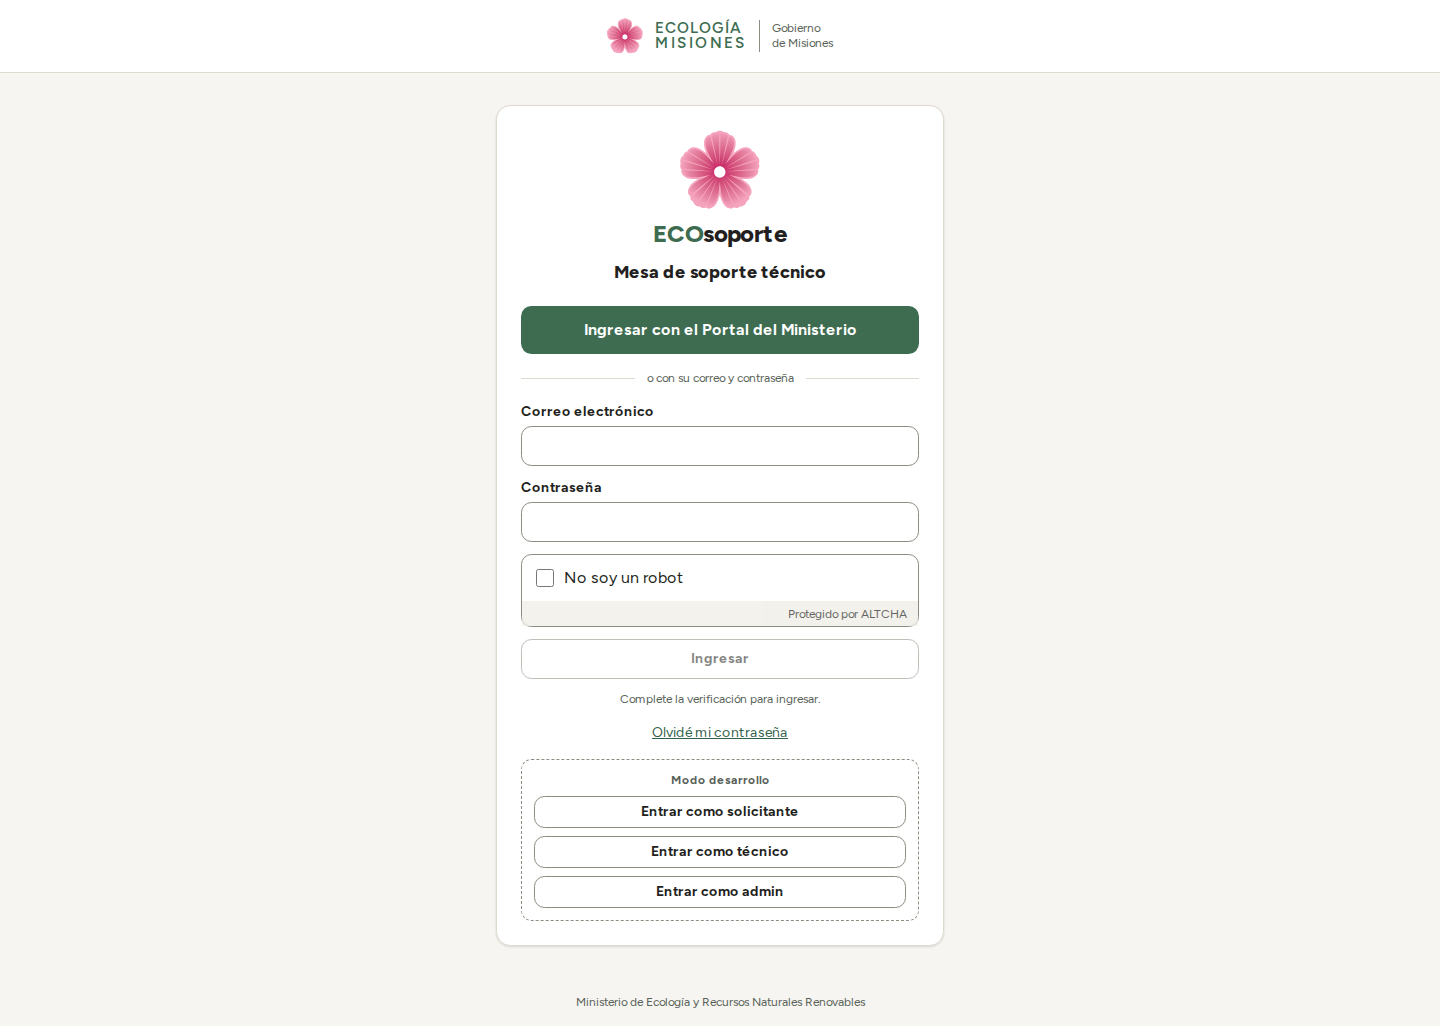 ECOLOGÍA
MISIONES
Gobierno
de Misiones
ECOsoporte
Mesa de soporte técnico
Ingresar con el Portal del Ministerio
o con su correo y contraseña
Correo electrónico
Contraseña
No soy un robot
Protegido por ALTCHA
Ingresar
Complete la verificación para ingresar.
Olvidé mi contraseña
Modo desarrollo
Entrar como solicitante
Entrar como técnico
Entrar como admin
Ministerio de Ecología y Recursos Naturales Renovables